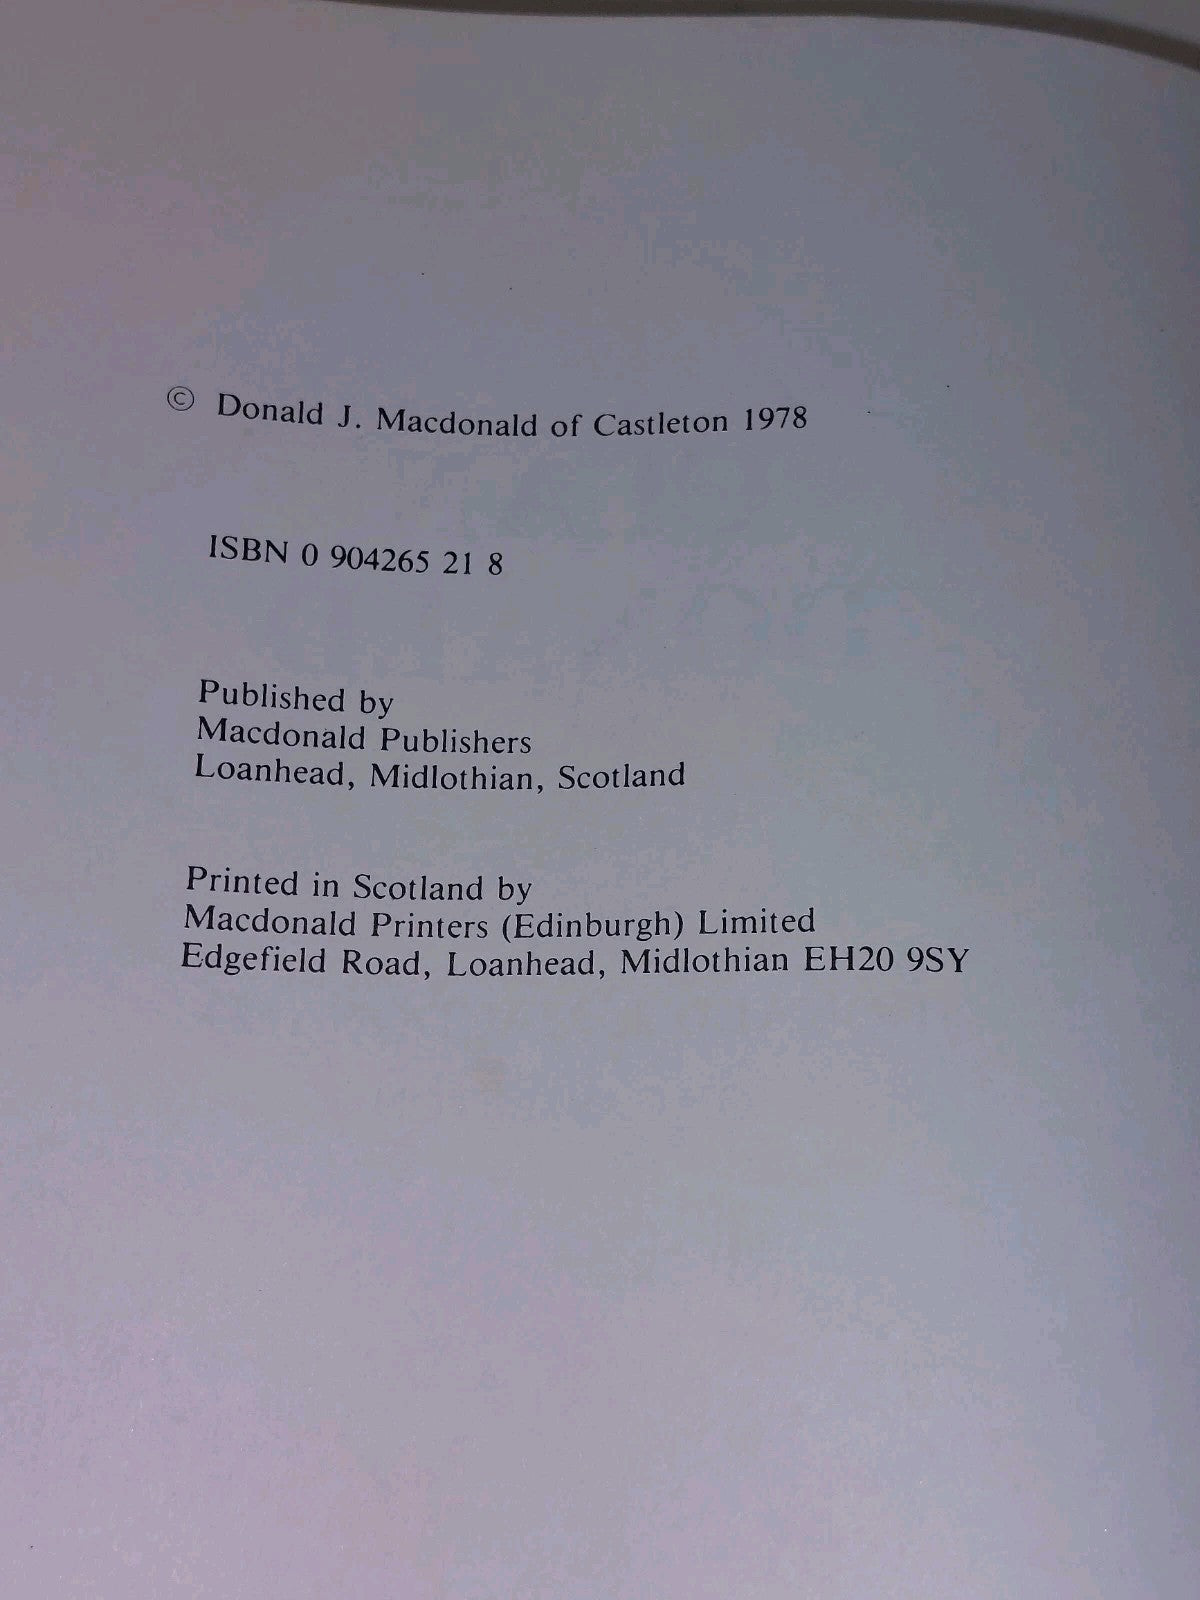 © Donald J. Macdonald of Castleton 1978
ISBN 0 904265 21 8
Published by
Macdonald Publishers
Loanhead, Midlothian, Scotland
Printed in Scotland by
Macdonald Printers (Edinburgh) Limited
Edgefield Road, Loanhead, Midlothian EH20 9SY